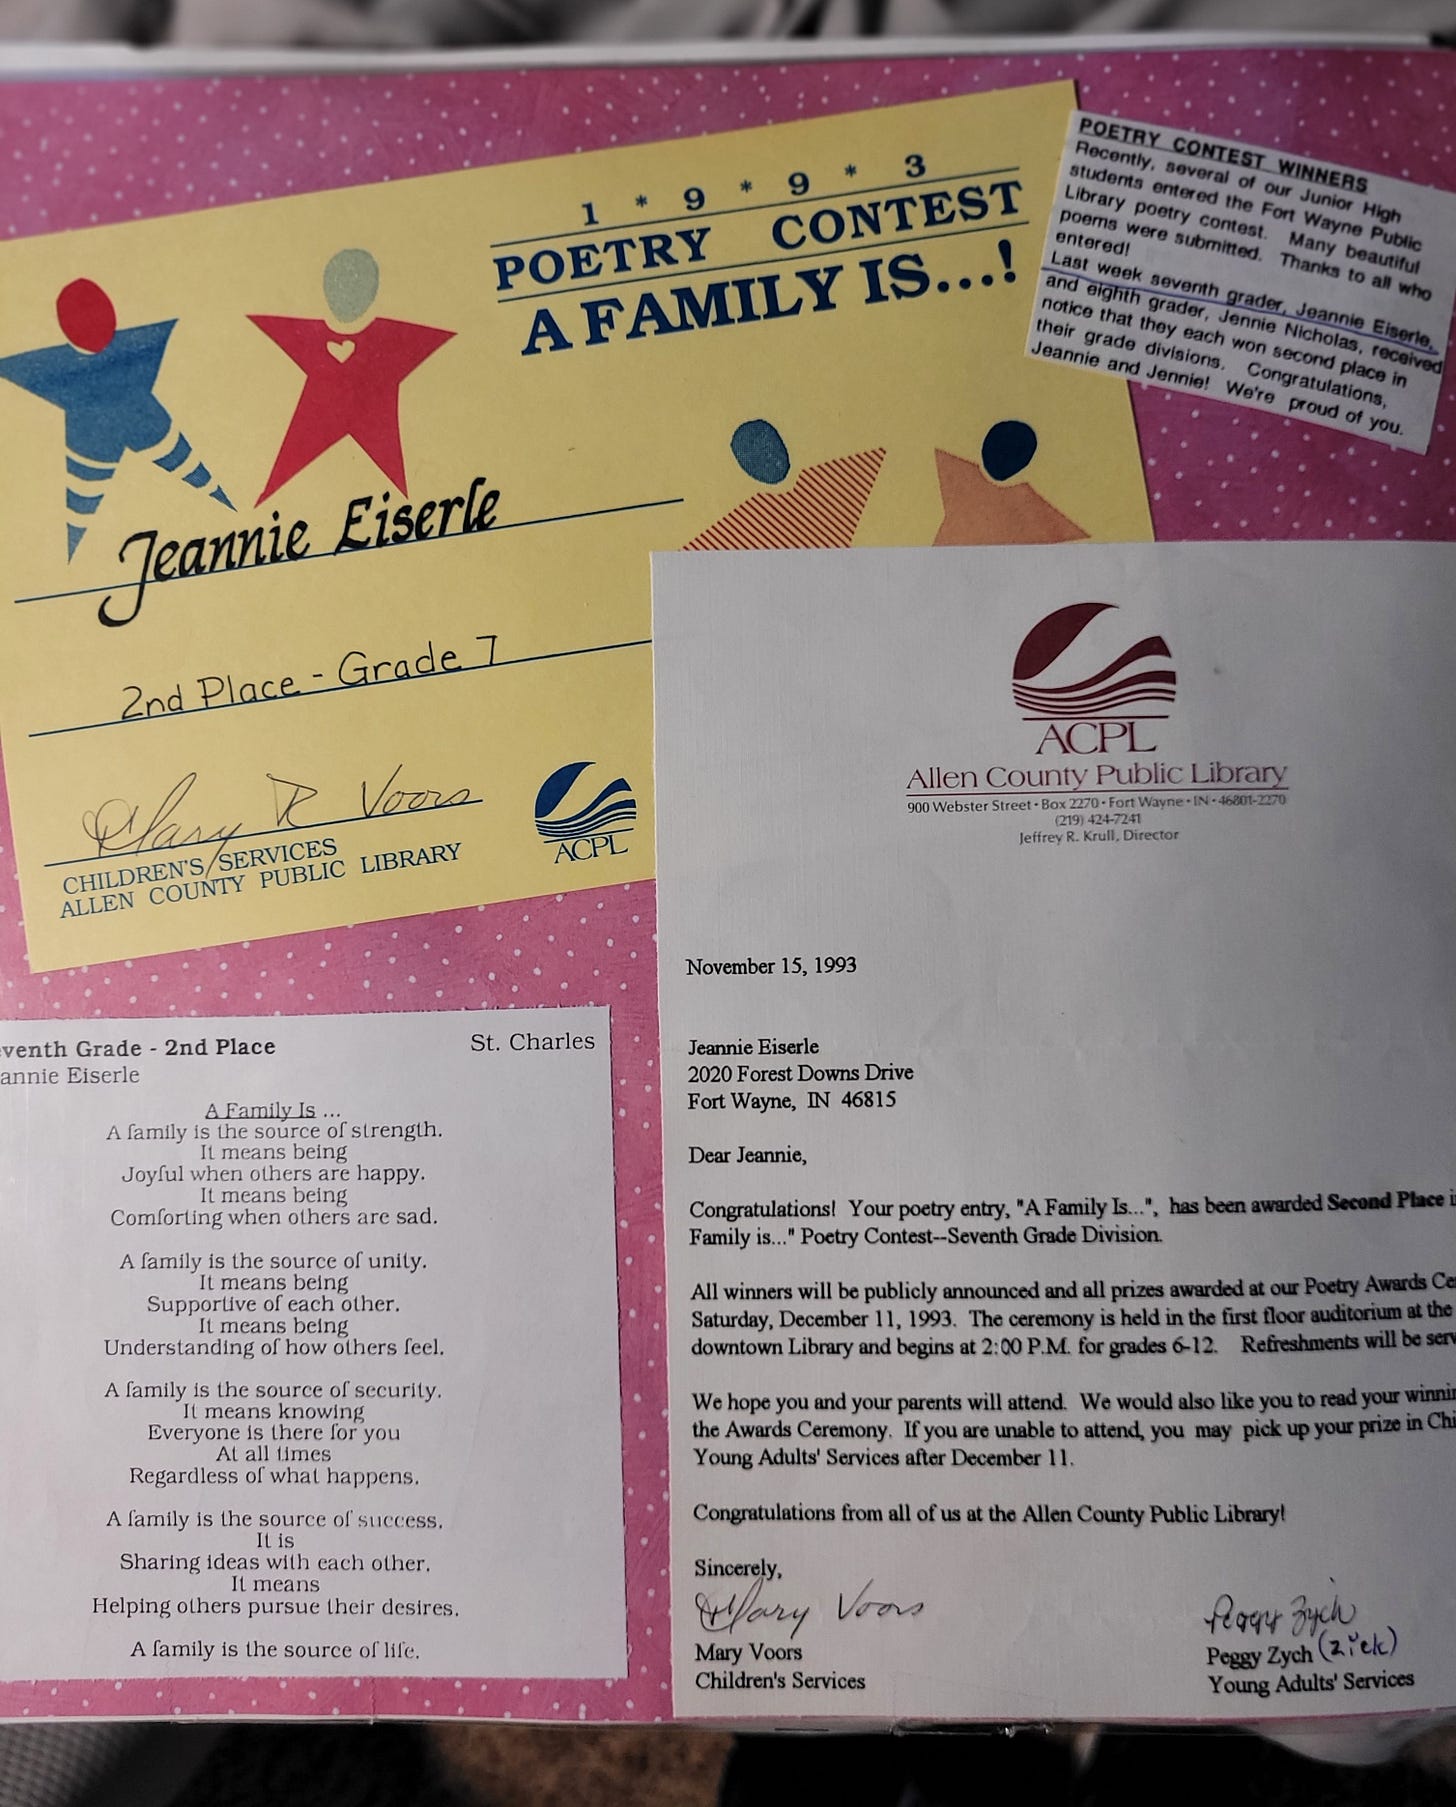 1 * 9 * 9 * 3
POETRY CONTEST
A FAMILY IS...!
Jeannie Eiserle
2nd Place - Grade 7
Mary R Voors
CHILDREN'S SERVICES
ALLEN COUNTY PUBLIC LIBRARY
ACPL
POETRY CONTEST WINNERS
Recently, several of our Junior High
students entered the Fort Wayne Public
Library poetry contest. Many beautiful
poems were submitted. Thanks to all who
entered!
Last week seventh grader, Jeannie Eiserle,
and eighth grader, Jennie Nicholas, received
notice that they each won second place in
their grade divisions. Congratulations,
Jeannie and Jennie! We're proud of you.
venth Grade - 2nd Place St. Charles
annie Eiserle
A Family Is ...
A family is the source of strength.
It means being
Joyful when others are happy.
It means being
Comforting when others are sad.
A family is the source of unity.
It means being
Supportive of each other.
It means being
Understanding of how others feel.
A family is the source of security.
It means knowing
Everyone is there for you
At all times
Regardless of what happens.
A family is the source of success.
It is
Sharing ideas with each other.
It means
Helping others pursue their desires.
A family is the source of life.
ACPL
Allen County Public Library
900 Webster Street • Box 2270 • Fort Wayne • IN • 46801-2270
(219) 424-7241
Jeffrey R. Krull, Director
November 15, 1993
Jeannie Eiserle
2020 Forest Downs Drive
Fort Wayne, IN 46815
Dear Jeannie,
Congratulations! Your poetry entry, "A Family Is...", has been awarded Second Place i
Family is..." Poetry Contest--Seventh Grade Division.
All winners will be publicly announced and all prizes awarded at our Poetry Awards Ce
Saturday, December 11, 1993. The ceremony is held in the first floor auditorium at the
downtown Library and begins at 2:00 P.M. for grades 6-12. Refreshments will be serv
We hope you and your parents will attend. We would also like you to read your winni
the Awards Ceremony. If you are unable to attend, you may pick up your prize in Chi
Young Adults' Services after December 11.
Congratulations from all of us at the Allen County Public Library!
Sincerely,
Mary Voors Peggy Zych
Mary Voors Peggy Zych (ziek)
Children's Services Young Adults' Services